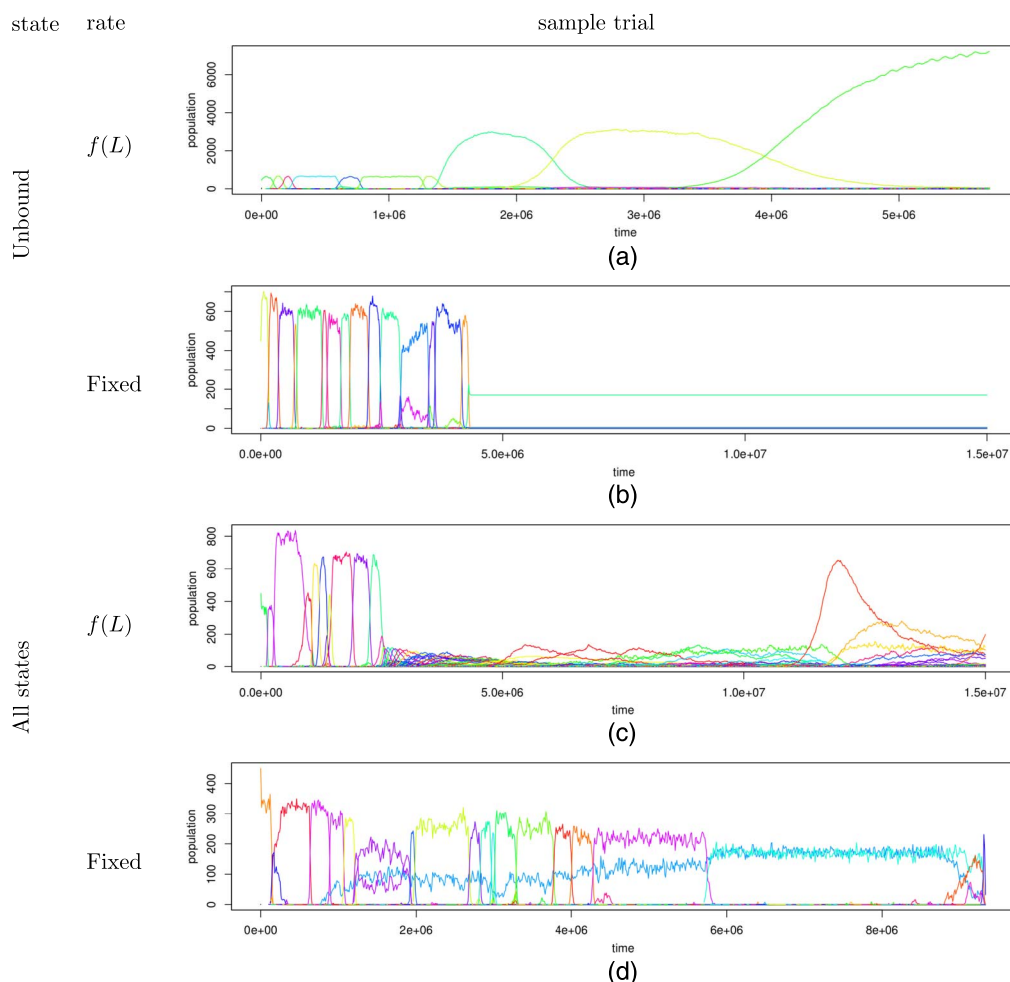 state rate sample trial
Unbound
f(L)
population
0 2000 4000 6000
0e+00 1e+06 2e+06 3e+06 4e+06 5e+06
time
(a)
Fixed
population
0 200 400 600
0.0e+00 5.0e+06 1.0e+07 1.5e+07
time
(b)
All states
f(L)
population
0 200 400 600 800
0.00e+00 5.0e+06 1.0e+07 1.5e+07
time
(c)
Fixed
population
0 100 200 300 400
0e+00 2e+06 4e+06 6e+06 8e+06
time
(d)